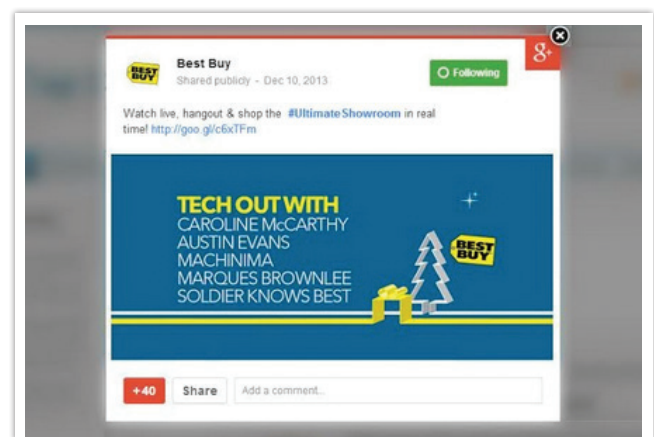 Best Buy
Shared publicly - Dec 10, 2013
Following
g+
Watch live, hangout & shop the #UltimateShowroom in real
time! http://goo.gl/c6xTFm
TECH OUT WITH
CAROLINE McCARTHY
AUSTIN EVANS
MACHINIMA
MARQUES BROWNLEE
SOLDIER KNOWS BEST
BEST
BUY
+40
Share
Add a comment...
BEST
BUY